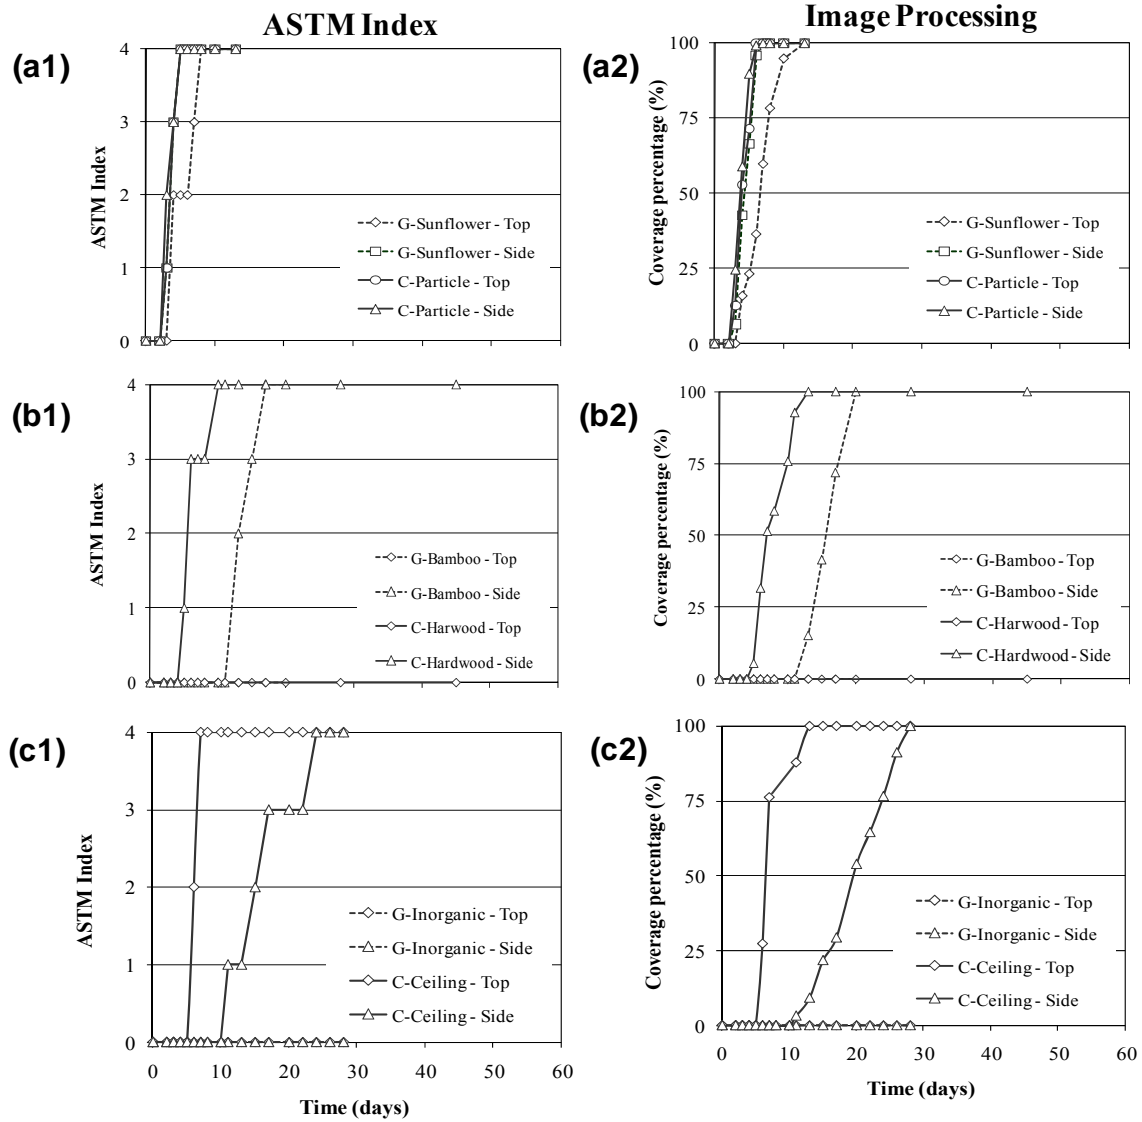 ASTM Index
Image Processing
(a1)
ASTM Index
4
3
2
1
0
G-Sunflower - Top
G-Sunflower - Side
C-Particle - Top
C-Particle - Side
(a2)
Coverage percentage (%)
100
75
50
25
0
G-Sunflower - Top
G-Sunflower - Side
C-Particle - Top
C-Particle - Side
(b1)
ASTM Index
4
3
2
1
0
G-Bamboo - Top
G-Bamboo - Side
C-Harwood - Top
C-Hardwood - Side
(b2)
Coverage percentage (%)
100
75
50
25
0
G-Bamboo - Top
G-Bamboo - Side
C-Harwood - Top
C-Hardwood - Side
(c1)
ASTM Index
4
3
2
1
0
G-Inorganic - Top
G-Inorganic - Side
C-Ceiling - Top
C-Ceiling - Side
0 10 20 30 40 50 60
Time (days)
(c2)
Coverage percentage (%)
100
75
50
25
0
G-Inorganic - Top
G-Inorganic - Side
C-Ceiling - Top
C-Ceiling - Side
0 10 20 30 40 50 60
Time (days)